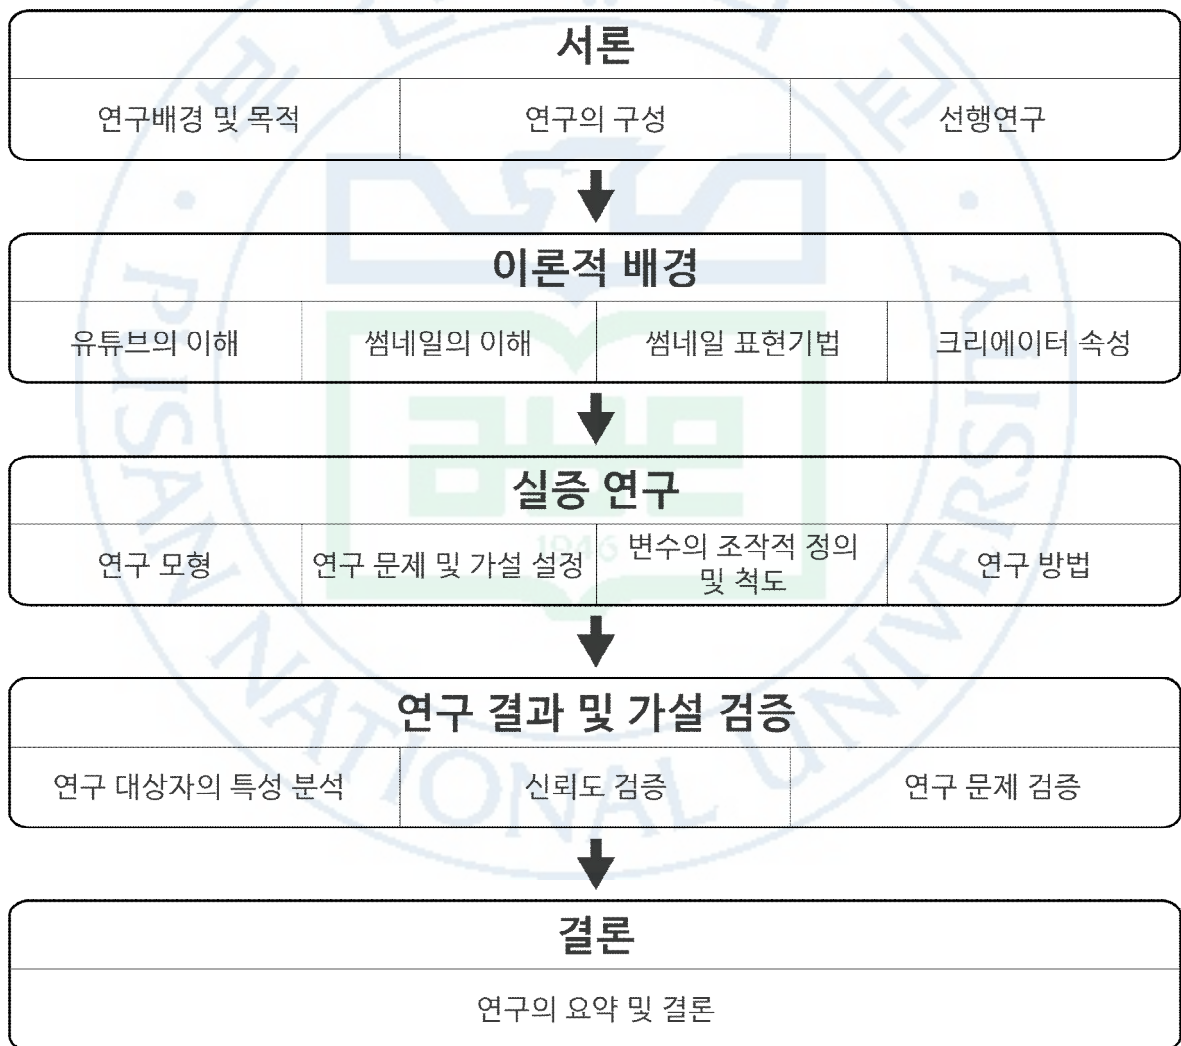 서론
연구배경 및 목적
연구의 구성
선행연구
이론적 배경
유튜브의 이해
썸네일의 이해
썸네일 표현기법
크리에이터 속성
실증 연구
연구 모형
연구 문제 및 가설 설정
변수의 조작적 정의
및 척도
연구 방법
연구 결과 및 가설 검증
연구 대상자의 특성 분석
신뢰도 검증
연구 문제 검증
결론
연구의 요약 및 결론
PUSAN NATIONAL UNIVERSITY
1946